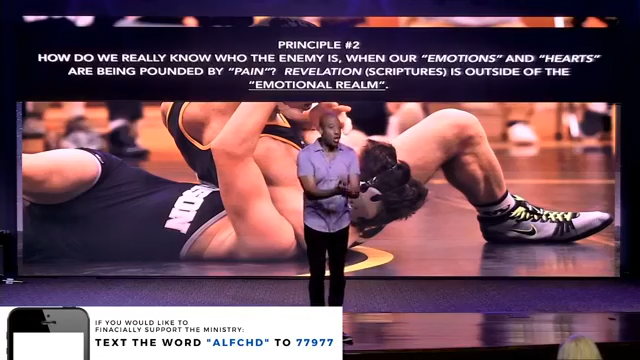 PRINCIPLE #2
HOW DO WE REALLY KNOW WHO THE ENEMY IS, WHEN OUR "EMOTIONS" AND "HEARTS"
ARE BEING POUNDED BY "PAIN"? REVELATION (SCRIPTURES) IS OUTSIDE OF THE
"EMOTIONAL REALM".
IF YOU WOULD LIKE TO
FINACIALLY SUPPORT THE MINISTRY:
TEXT THE WORD "ALFCHD" TO 77977